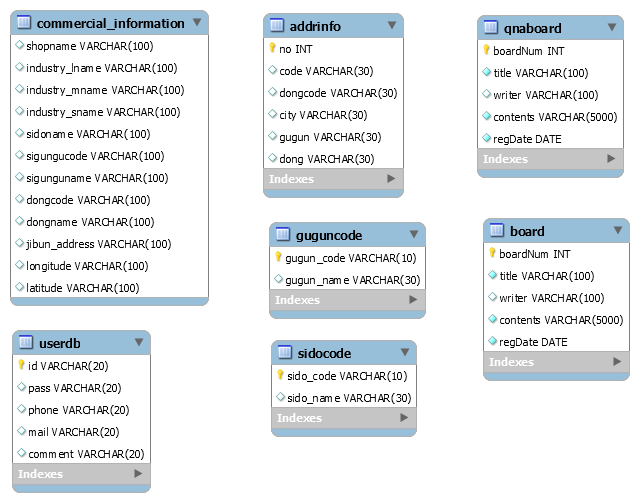 commercial_information
shopname VARCHAR(100)
industry_lname VARCHAR(100)
industry_mname VARCHAR(100)
industry_sname VARCHAR(100)
sidoname VARCHAR(100)
sigungucode VARCHAR(100)
sigunguname VARCHAR(100)
dongcode VARCHAR(100)
dongname VARCHAR(100)
jibun_address VARCHAR(100)
longitude VARCHAR(100)
latitude VARCHAR(100)
addrinfo
no INT
code VARCHAR(30)
dongcode VARCHAR(30)
city VARCHAR(30)
gugun VARCHAR(30)
dong VARCHAR(30)
Indexes
qnaboard
boardNum INT
title VARCHAR(100)
writer VARCHAR(100)
contents VARCHAR(5000)
regDate DATE
Indexes
guguncode
gugun_code VARCHAR(10)
gugun_name VARCHAR(30)
Indexes
board
boardNum INT
title VARCHAR(100)
writer VARCHAR(100)
contents VARCHAR(5000)
regDate DATE
Indexes
userdb
id VARCHAR(20)
pass VARCHAR(20)
phone VARCHAR(20)
mail VARCHAR(20)
comment VARCHAR(20)
Indexes
sidocode
sido_code VARCHAR(10)
sido_name VARCHAR(30)
Indexes